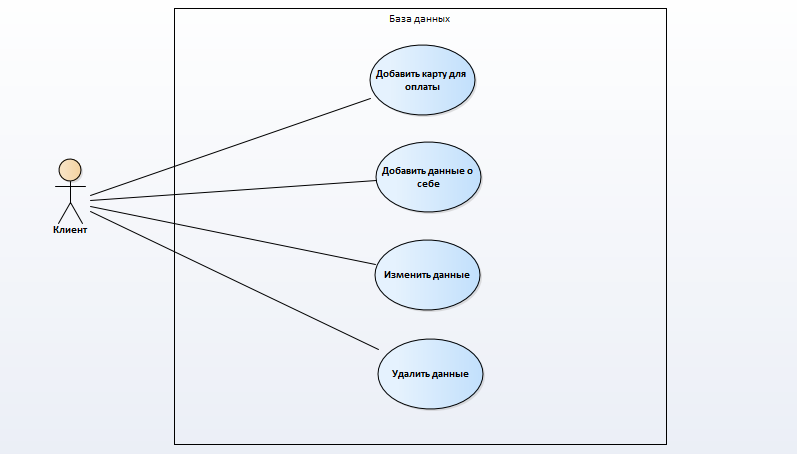 База данных
Добавить карту для
оплаты
Добавить данные о
себе
Клиент
Изменить данные
Удалить данные